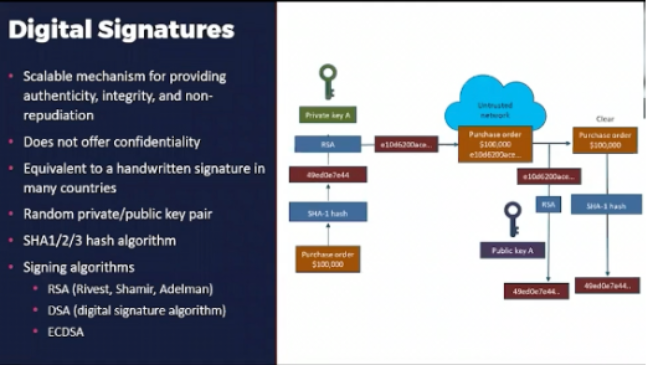 Digital Signatures
• Scalable mechanism for providing
authenticity, integrity, and non-
repudiation
• Does not offer confidentiality
• Equivalent to a handwritten signature in
many countries
• Random private/public key pair
• SHA1/2/3 hash algorithm
• Signing algorithms
• RSA (Rivest, Shamir, Adelman)
• DSA (digital signature algorithm)
• ECDSA
Private key A
RSA
49ed0e7e44
SHA-1 hash
Purchase order
$100,000
e10d6200ace...
Untrusted
network
Purchase order
$100,000
e10d6200ace...
Clear
Purchase order
$100,000
e10d6200ace...
RSA
SHA-1 hash
Public key A
49ed0e7e44..
49ed0e7e44..